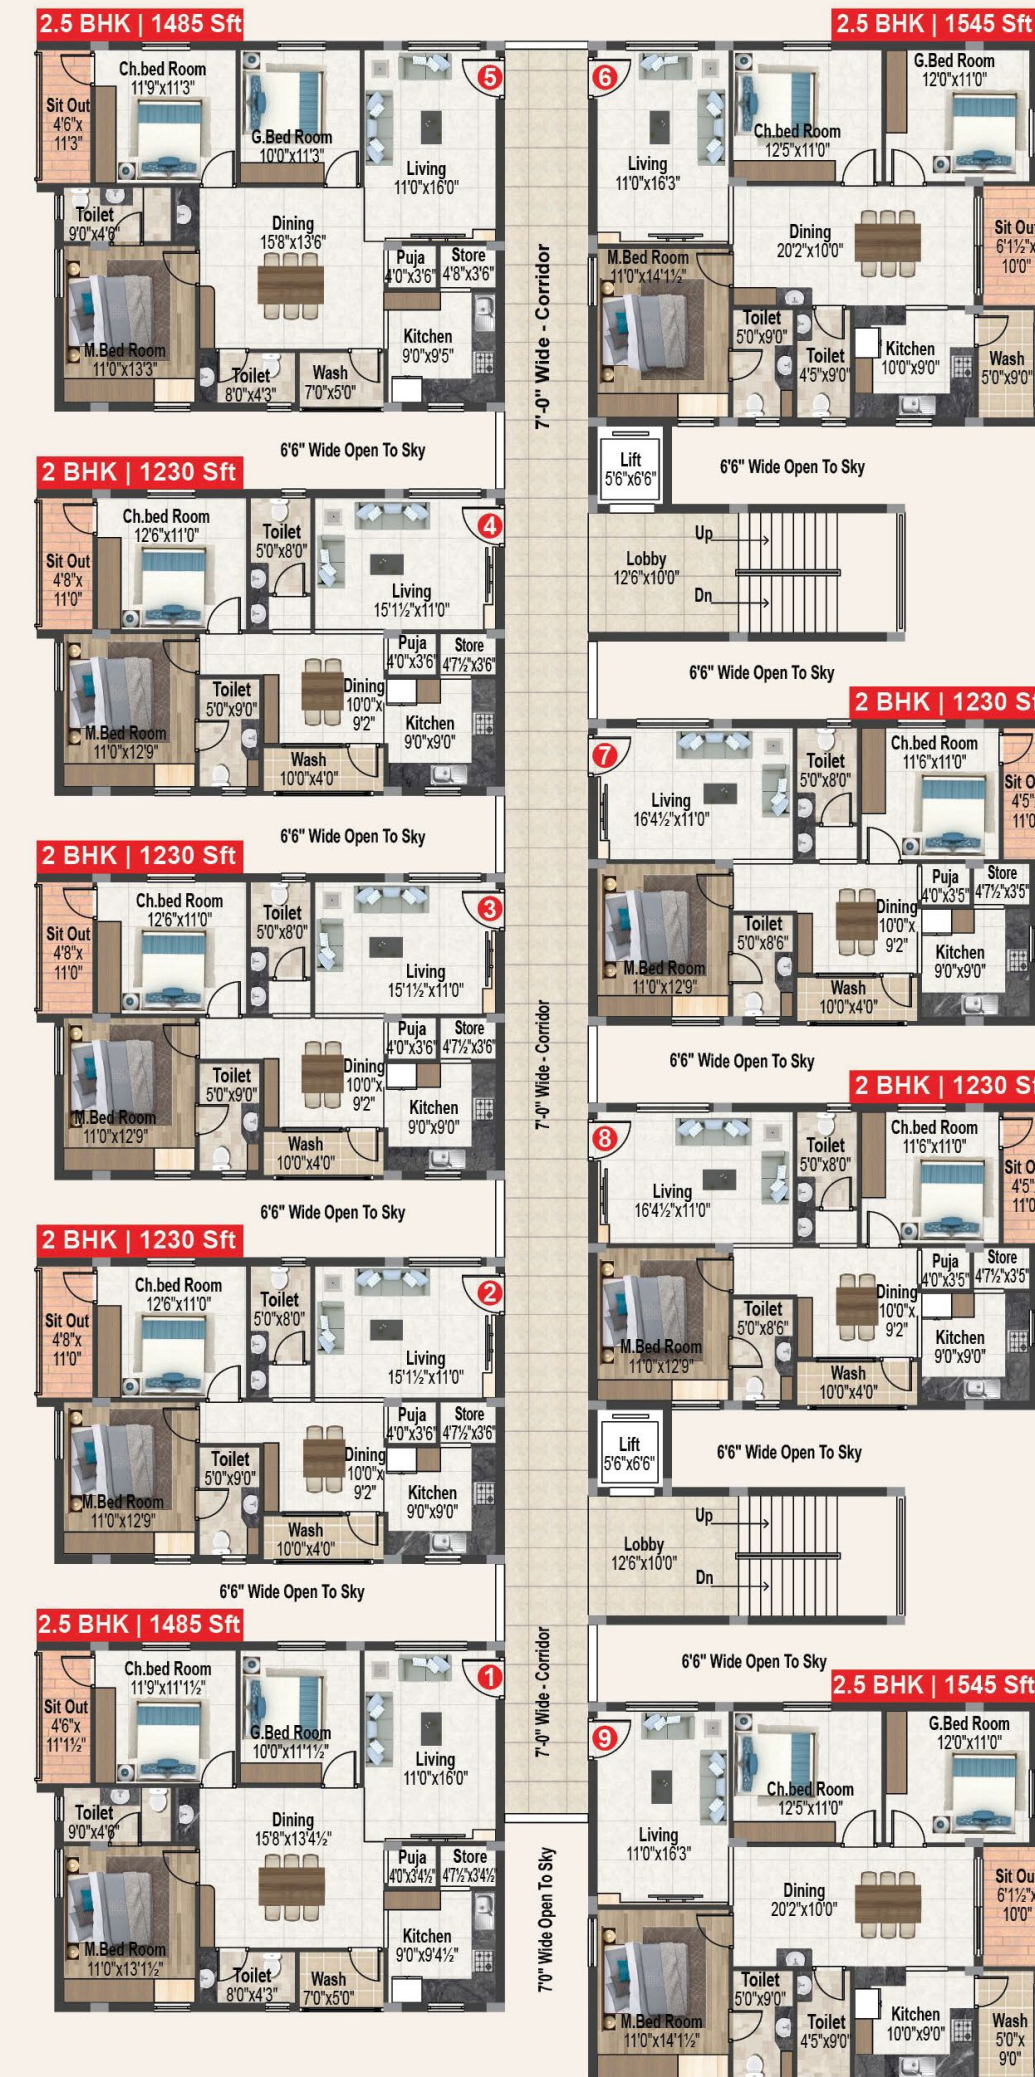 2.5 BHK | 1485 Sft
Ch.bed Room
11'9"x11'3"
Sit Out
4'6"x
11'3"
G.Bed Room
10'0"x11'3"
5
Living
11'0"x16'0"
Toilet
9'0"x4'6"
Dining
15'8"x13'6"
Puja
4'0"x3'6"
Store
4'8"x3'6"
M.Bed Room
11'0"x13'3"
Kitchen
9'0"x9'5"
Toilet
8'0"x4'3"
Wash
7'0"x5'0"
6'6" Wide Open To Sky
2 BHK | 1230 Sft
Ch.bed Room
12'6"x11'0"
Sit Out
4'8"x
11'0"
Toilet
5'0"x8'0"
4
Living
15'1½"x11'0"
Puja
4'0"x3'6"
Store
4'7½"x3'6"
M.Bed Room
11'0"x12'9"
Toilet
5'0"x9'0"
Dining
10'0"x
9'2"
Kitchen
9'0"x9'0"
Wash
10'0"x4'0"
6'6" Wide Open To Sky
2 BHK | 1230 Sft
Ch.bed Room
12'6"x11'0"
Sit Out
4'8"x
11'0"
Toilet
5'0"x8'0"
3
Living
15'1½"x11'0"
Puja
4'0"x3'6"
Store
4'7½"x3'6"
M.Bed Room
11'0"x12'9"
Toilet
5'0"x9'0"
Dining
10'0"x
9'2"
Kitchen
9'0"x9'0"
Wash
10'0"x4'0"
6'6" Wide Open To Sky
2 BHK | 1230 Sft
Ch.bed Room
12'6"x11'0"
Sit Out
4'8"x
11'0"
Toilet
5'0"x8'0"
2
Living
15'1½"x11'0"
Puja
4'0"x3'6"
Store
4'7½"x3'6"
M.Bed Room
11'0"x12'9"
Toilet
5'0"x9'0"
Dining
10'0"x
9'2"
Kitchen
9'0"x9'0"
Wash
10'0"x4'0"
6'6" Wide Open To Sky
2.5 BHK | 1485 Sft
Ch.bed Room
11'9"x11'1½"
Sit Out
4'6"x
11'1½"
G.Bed Room
10'0"x11'1½"
1
Living
11'0"x16'0"
Toilet
9'0"x4'6"
Dining
15'8"x13'4½"
Puja
4'0"x3'4½"
Store
4'7½"x3'4½"
M.Bed Room
11'0"x13'1½"
Kitchen
9'0"x9'4½"
Toilet
8'0"x4'3"
Wash
7'0"x5'0"
7'-0" Wide - Corridor
7'-0" Wide - Corridor
7'-0" Wide - Corridor
7'0" Wide Open To Sky
2.5 BHK | 1545 Sft
6
Living
11'0"x16'3"
Ch.bed Room
12'5"x11'0"
G.Bed Room
12'0"x11'0"
Dining
20'2"x10'0"
Sit Ou
6'1½"x
10'0"
M.Bed Room
11'0"x14'1½"
Toilet
5'0"x9'0"
Toilet
4'5"x9'0"
Kitchen
10'0"x9'0"
Wash
5'0"x9'0"
Lift
5'6"x6'6"
6'6" Wide Open To Sky
Up
Lobby
12'6"x10'0"
Dn
6'6" Wide Open To Sky
2 BHK | 1230 S
7
Living
16'4½"x11'0"
Toilet
5'0"x8'0"
Ch.bed Room
11'6"x11'0"
Sit O
4'5"
11'0
Puja
4'0"x3'5"
Store
4'7½"x3'5"
M.Bed Room
11'0"x12'9"
Toilet
5'0"x8'6"
Dining
10'0"x
9'2"
Kitchen
9'0"x9'0"
Wash
10'0"x4'0"
6'6" Wide Open To Sky
2 BHK | 1230 S
8
Living
16'4½"x11'0"
Toilet
5'0"x8'0"
Ch.bed Room
11'6"x11'0"
Sit O
4'5"
11'0
Puja
4'0"x3'5"
Store
4'7½"x3'5"
M.Bed Room
11'0"x12'9"
Toilet
5'0"x8'6"
Dining
10'0"x
9'2"
Kitchen
9'0"x9'0"
Wash
10'0"x4'0"
Lift
5'6"x6'6"
6'6" Wide Open To Sky
Up
Lobby
12'6"x10'0"
Dn
6'6" Wide Open To Sky
2.5 BHK | 1545 Sft
9
Living
11'0"x16'3"
Ch.bed Room
12'5"x11'0"
G.Bed Room
12'0"x11'0"
Dining
20'2"x10'0"
Sit Ou
6'1½"x
10'0"
M.Bed Room
11'0"x14'1½"
Toilet
5'0"x9'0"
Toilet
4'5"x9'0"
Kitchen
10'0"x9'0"
Wash
5'0"x
9'0"